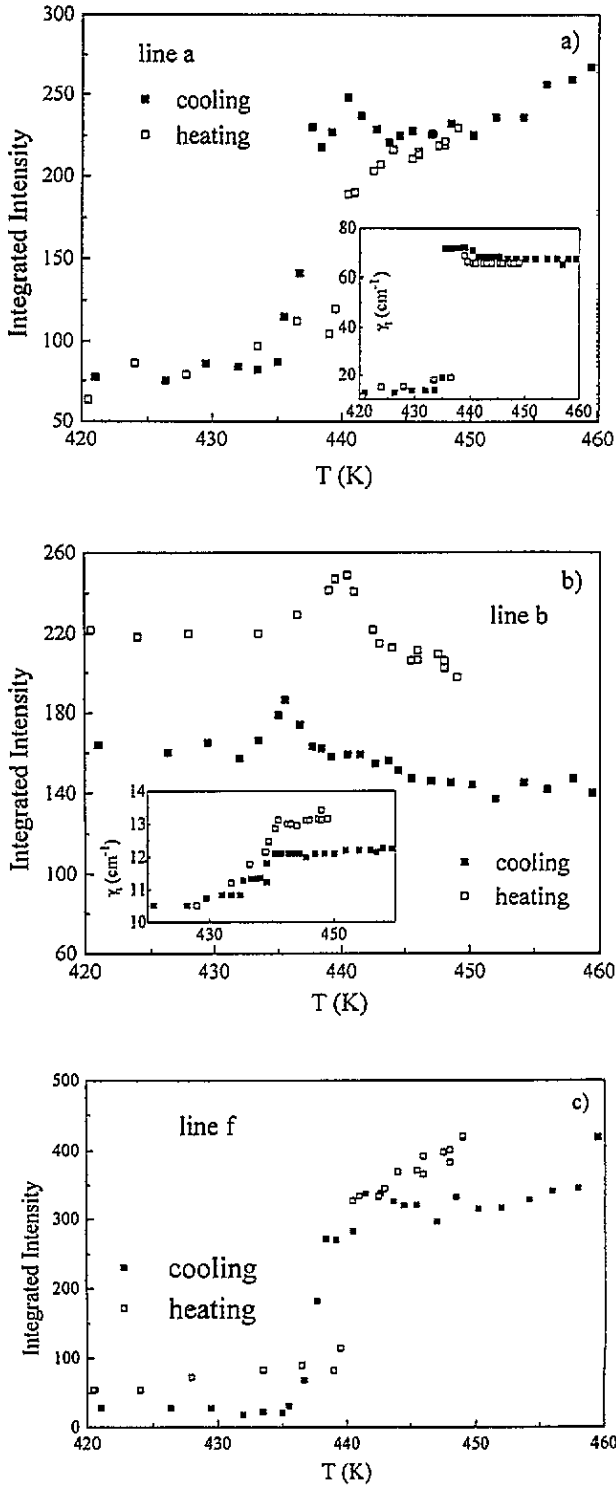 300
a)
line a
cooling
heating
250
200
150
100
50
Integrated Intensity
80
60
40
20
γt (cm-1)
420 430 440 450 460
420 430 440 450 460
T (K)
260
b)
line b
220
180
140
100
60
Integrated Intensity
14
13
12
11
10
γ (cm-1)
430 450
cooling
heating
420 430 440 450 460
T (K)
500
c)
line f
400
300
200
100
0
Integrated Intensity
cooling
heating
420 430 440 450 460
T (K)